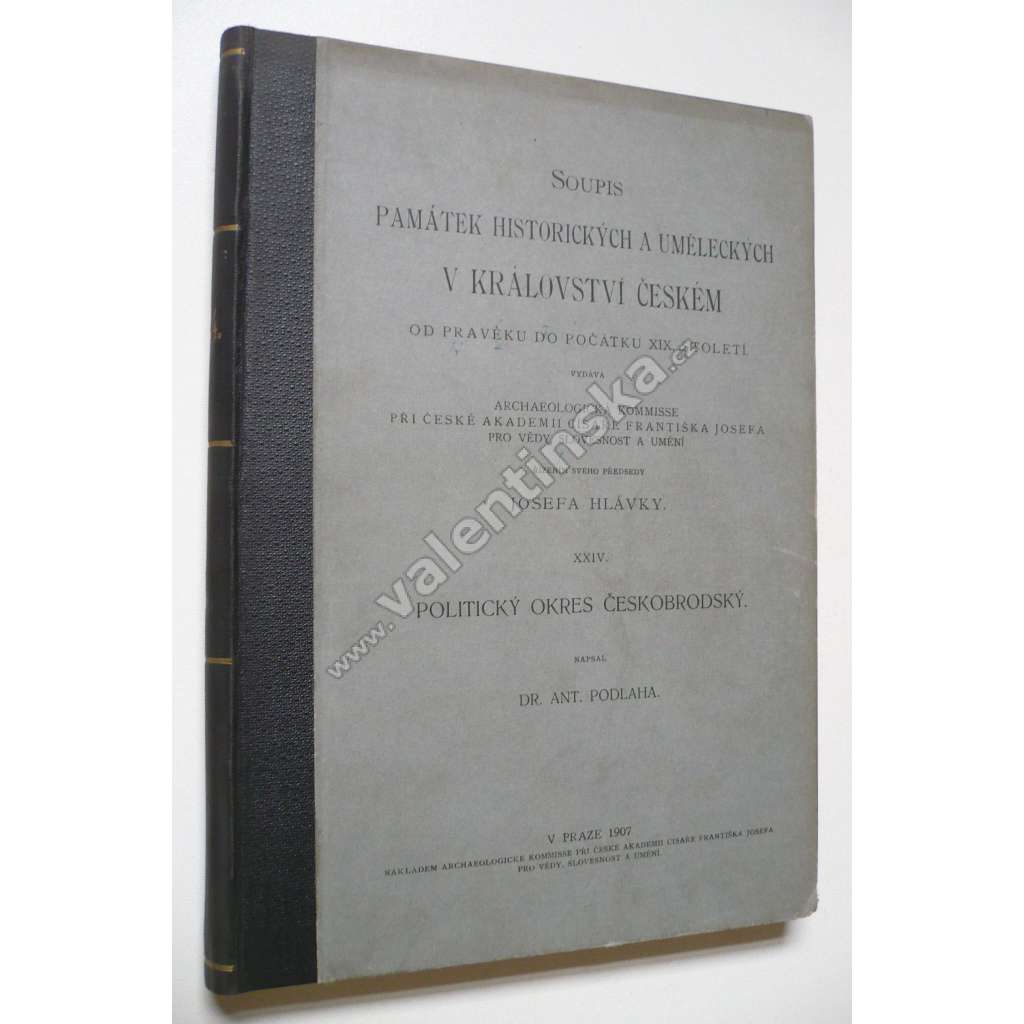 SOUPIS
PAMÁTEK HISTORICKÝCH A UMĚLECKÝCH
V KRÁLOVSTVÍ ČESKÉM
OD PRAVĚKU DO POČÁTKU XIX. STOLETÍ
VYDÁVÁ
ARCHAEOLOGICKÁ KOMMISSE
PŘI ČESKÉ AKADEMII CÍSAŘE FRANTIŠKA JOSEFA
PRO VĚDY, SLOVESNOST A UMĚNÍ
ŘÍZENÍM SVÉHO PŘEDSEDY
JOSEFA HLÁVKY.
XXIV.
POLITICKÝ OKRES ČESKOBRODSKÝ.
NAPSAL
DR. ANT. PODLAHA.
V PRAZE 1907
NÁKLADEM ARCHAEOLOGICKÉ KOMMISSE PŘI ČESKÉ AKADEMII CÍSAŘE FRANTIŠKA JOSEFA
PRO VĚDY, SLOVESNOST A UMĚNÍ.
www.valentinska.cz